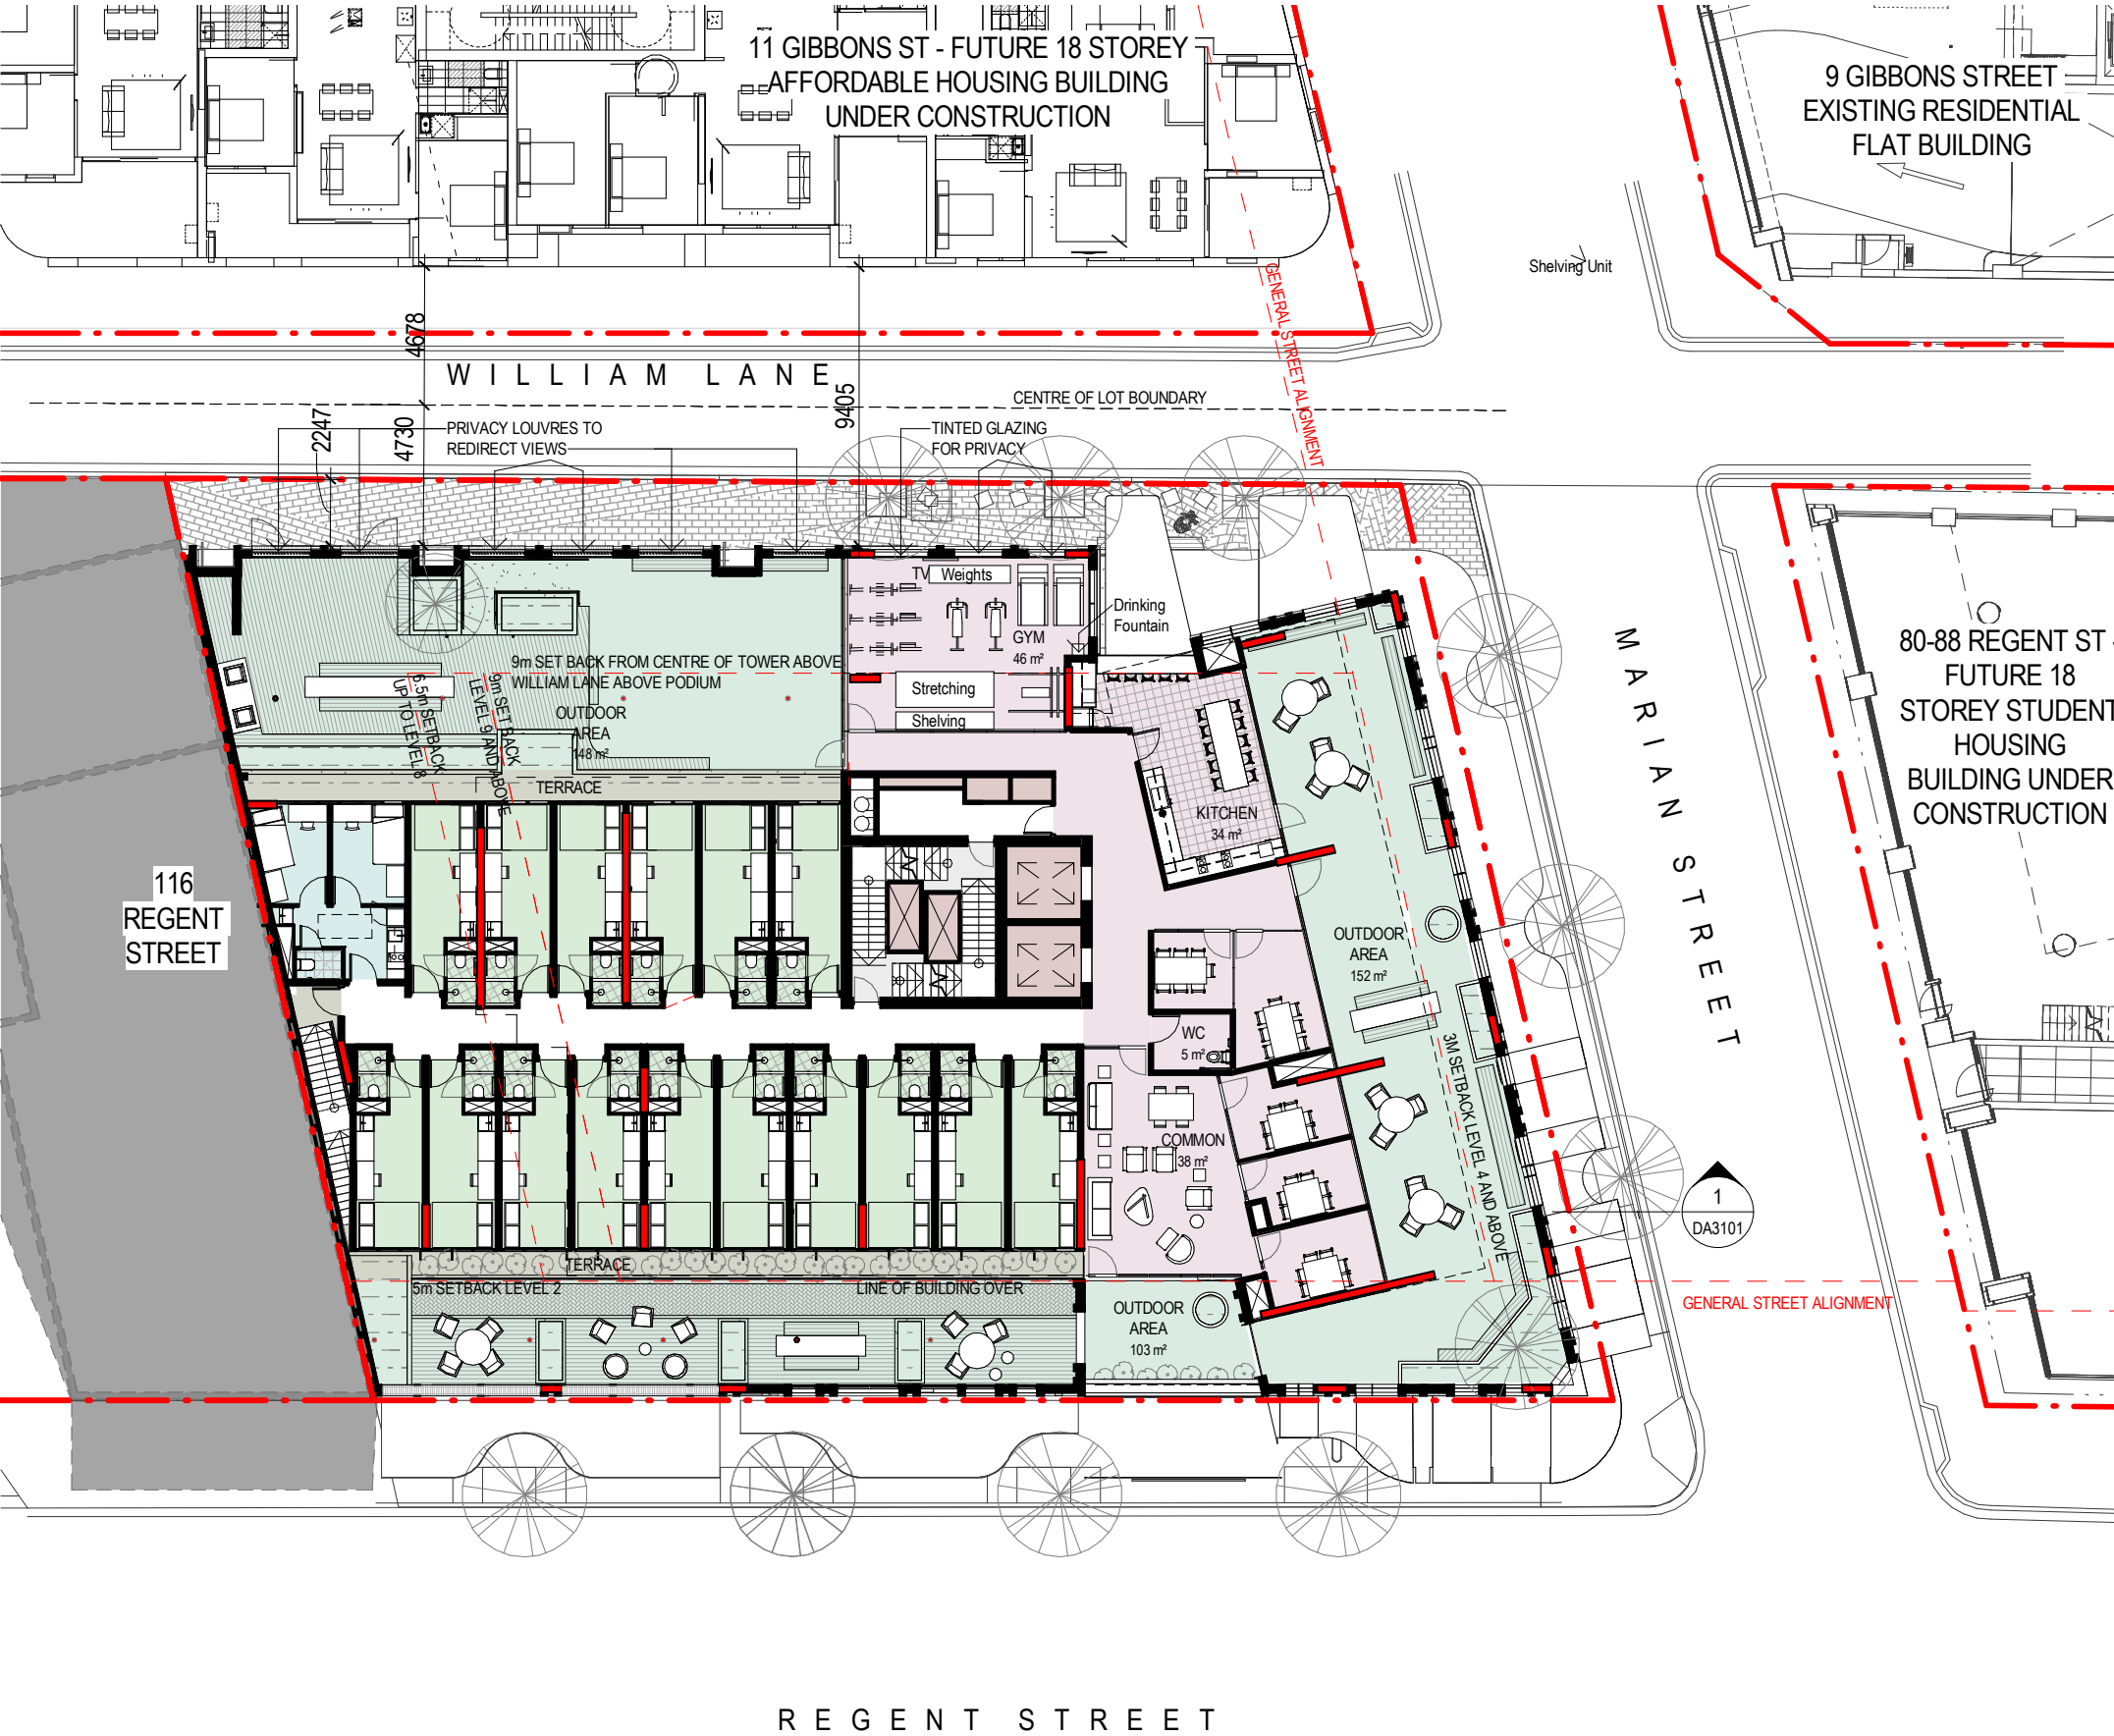 11 GIBBONS ST - FUTURE 18 STOREY
AFFORDABLE HOUSING BUILDING
UNDER CONSTRUCTION
9 GIBBONS STREET
EXISTING RESIDENTIAL
FLAT BUILDING
Shelving Unit
GENERAL STREET ALIGNMENT
4678
WILLIAM LANE
9405
CENTRE OF LOT BOUNDARY
2247
4730
PRIVACY LOUVRES TO
REDIRECT VIEWS
TINTED GLAZING
FOR PRIVACY
TV
Weights
Drinking
Fountain
GYM
46 m²
Stretching
Shelving
9m SET BACK FROM CENTRE OF TOWER ABOVE
WILLIAM LANE ABOVE PODIUM
6.5m SETBACK
UP TO LEVEL 8
9m SET BACK
LEVEL 9 AND ABOVE
OUTDOOR
AREA
148 m²
TERRACE
KITCHEN
34 m²
MARIAN STREET
80-88 REGENT ST -
FUTURE 18
STOREY STUDENT
HOUSING
BUILDING UNDER
CONSTRUCTION
116
REGENT
STREET
OUTDOOR
AREA
152 m²
WC
5 m²
3M SETBACK LEVEL 4 AND ABOVE
COMMON
38 m²
1
DA3101
TERRACE
5m SETBACK LEVEL 2
LINE OF BUILDING OVER
OUTDOOR
AREA
103 m²
GENERAL STREET ALIGNMENT
REGENT STREET